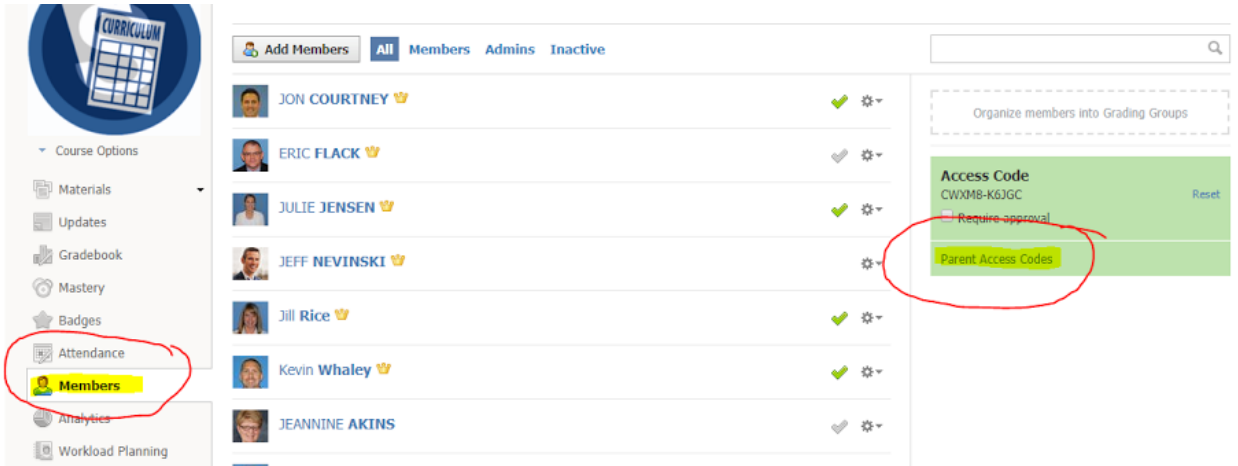 CURRICULUM
Course Options
Materials
Updates
Gradebook
Mastery
Badges
Attendance
Members
Analytics
Workload Planning
Add Members All Members Admins Inactive
JON COURTNEY
ERIC FLACK
JULIE JENSEN
JEFF NEVINSKI
Jill Rice
Kevin Whaley
JEANNINE AKINS
Organize members into Grading Groups
Access Code
CWXM8-K6JGC Reset
Require approval
Parent Access Codes